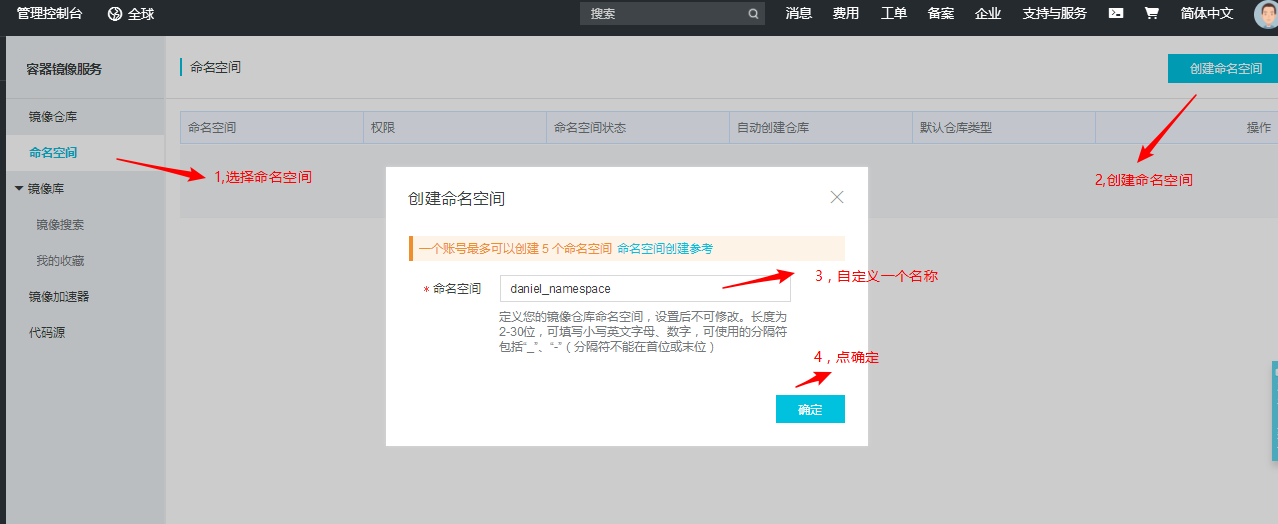 管理控制台 全球 搜索 消息 费用 工单 备案 企业 支持与服务 简体中文
容器镜像服务
镜像仓库
命名空间
镜像库
镜像搜索
我的收藏
镜像加速器
代码源
命名空间 创建命名空间
命名空间 权限 命名空间状态 自动创建仓库 默认仓库类型 操作
1,选择命名空间
2,创建命名空间
创建命名空间
一个账号最多可以创建 5 个命名空间 命名空间创建参考
* 命名空间 daniel_namespace
3，自定义一个名称
定义您的镜像仓库命名空间，设置后不可修改。长度为
2-30位，可填写小写英文字母、数字，可使用的分隔符
包括“_”、“-”（分隔符不能在首位或末位）
4，点确定
确定